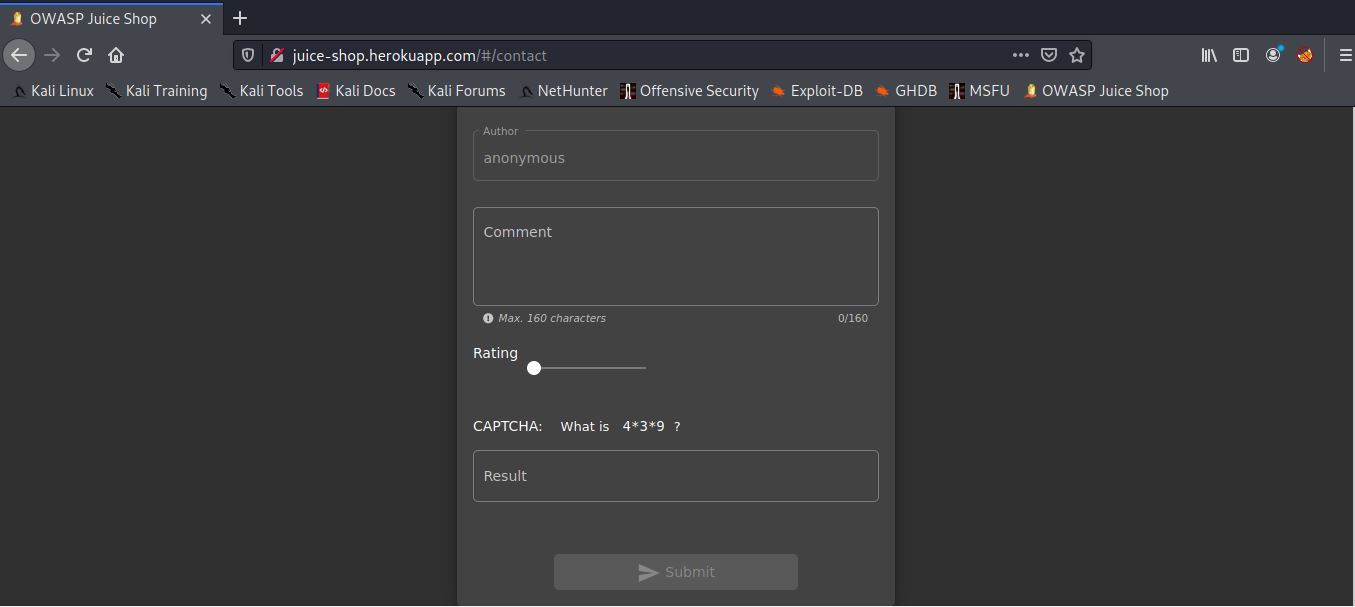 OWASP Juice Shop
juice-shop.herokuapp.com/#/contact
Kali Linux Kali Training Kali Tools Kali Docs Kali Forums NetHunter Offensive Security Exploit-DB GHDB MSFU OWASP Juice Shop
Author
anonymous
Comment
Max. 160 characters 0/160
Rating
CAPTCHA: What is 4*3*9 ?
Result
Submit